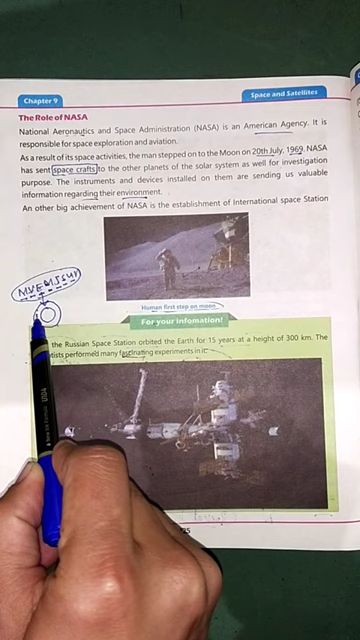 Chapter 9
Space and Satellites
The Role of NASA
National Aeronautics and Space Administration (NASA) is an American Agency. It is
responsible for space exploration and aviation.
As a result of its space activities, the man stepped on to the Moon on 20th July, 1969. NASA
has sent space crafts to the other planets of the solar system as well for investigation
purpose. The instruments and devices installed on them are sending us valuable
information regarding their environment.
An other big achievement of NASA is the establishment of International space Station
Human first step on moon
For your infomation!
the Russian Space Station orbited the Earth for 15 years at a height of 300 km. The
tists performed many fascinating experiments in it.